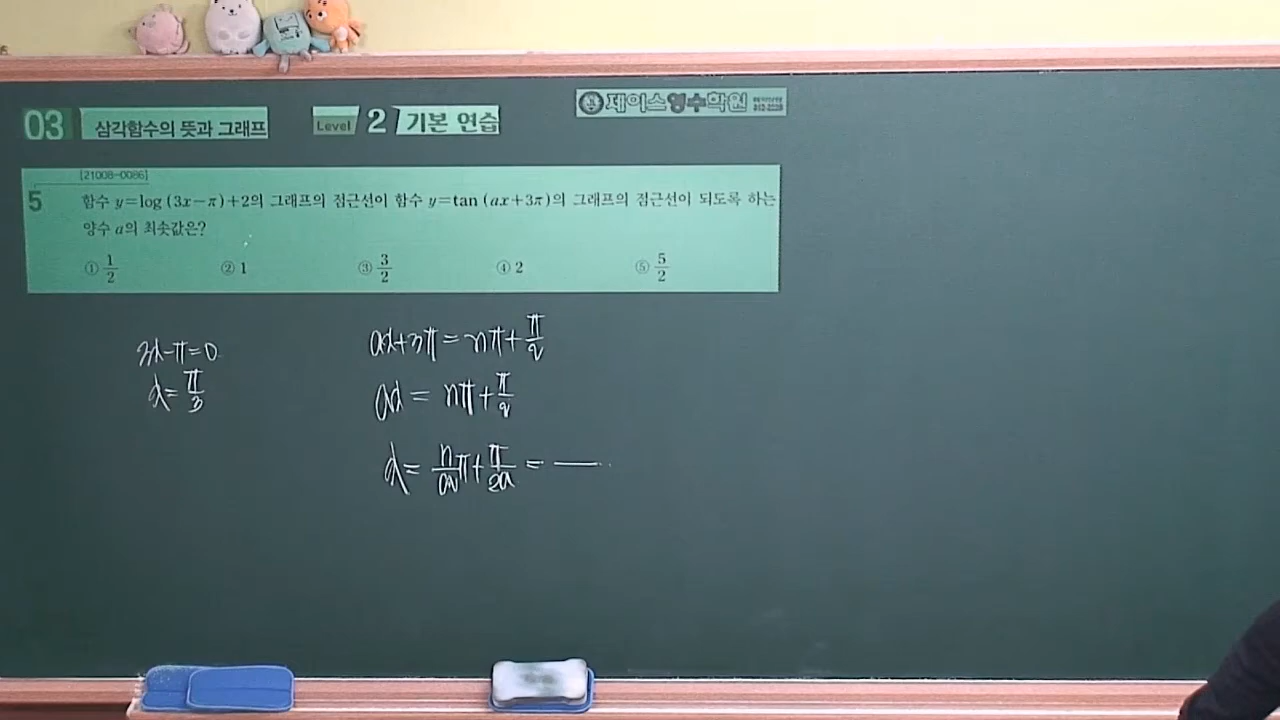 제이스영수학원
03 삼각함수의 뜻과 그래프 Level 2 기본 연습
[21008-0086]
5 함수 y=log (3x-π)+2의 그래프의 점근선이 함수 y=tan (ax+3π)의 그래프의 점근선이 되도록 하는
양수 a의 최솟값은?
① 1/2 ② 1 ③ 3/2 ④ 2 ⑤ 5/2
3x-π=0
x=π/3
ax+3π=nπ+π/2
ax=nπ+π/2
x=n/a π+π/2a=